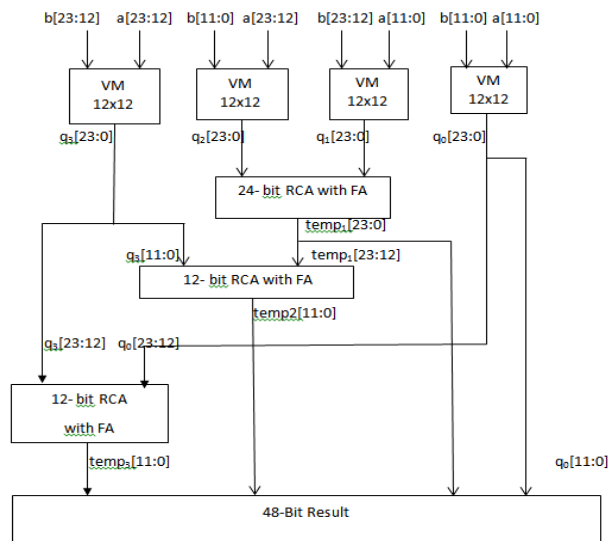 b[23:12] a[23:12] b[11:0] a[23:12] b[23:12] a[11:0] b[11:0] a[11:0]
VM
12x12
VM
12x12
VM
12x12
VM
12x12
q₃[23:0] q₂[23:0] q₁[23:0] q₀[23:0]
24- bit RCA with FA
temp₁[23:0]
q₃[11:0] temp₁[23:12]
12- bit RCA with FA
temp2[11:0]
q₃[23:12] q₀[23:12]
12- bit RCA
with FA
temp₃[11:0] q₀[11:0]
48-Bit Result